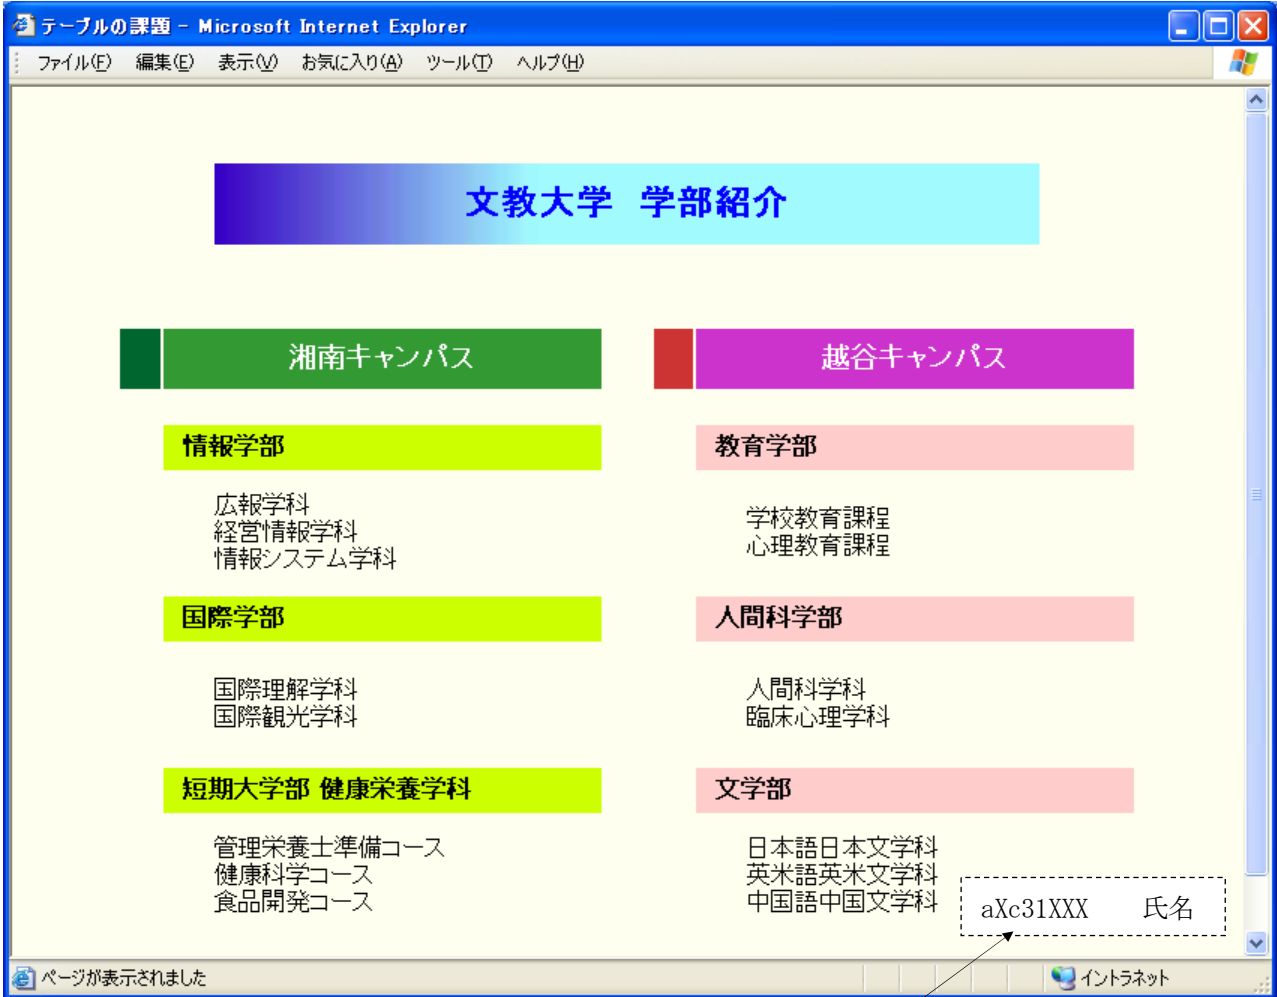 テーブルの課題 - Microsoft Internet Explorer
ファイル(F) 編集(E) 表示(V) お気に入り(A) ツール(T) ヘルプ(H)
文教大学 学部紹介
湘南キャンパス
情報学部
広報学科
経営情報学科
情報システム学科
国際学部
国際理解学科
国際観光学科
短期大学部 健康栄養学科
管理栄養士準備コース
健康科学コース
食品開発コース
越谷キャンパス
教育学部
学校教育課程
心理教育課程
人間科学部
人間科学科
臨床心理学科
文学部
日本語日本文学科
英米語英米文学科
中国語中国文学科
aXc31XXX 氏名
ページが表示されました
イントラネット